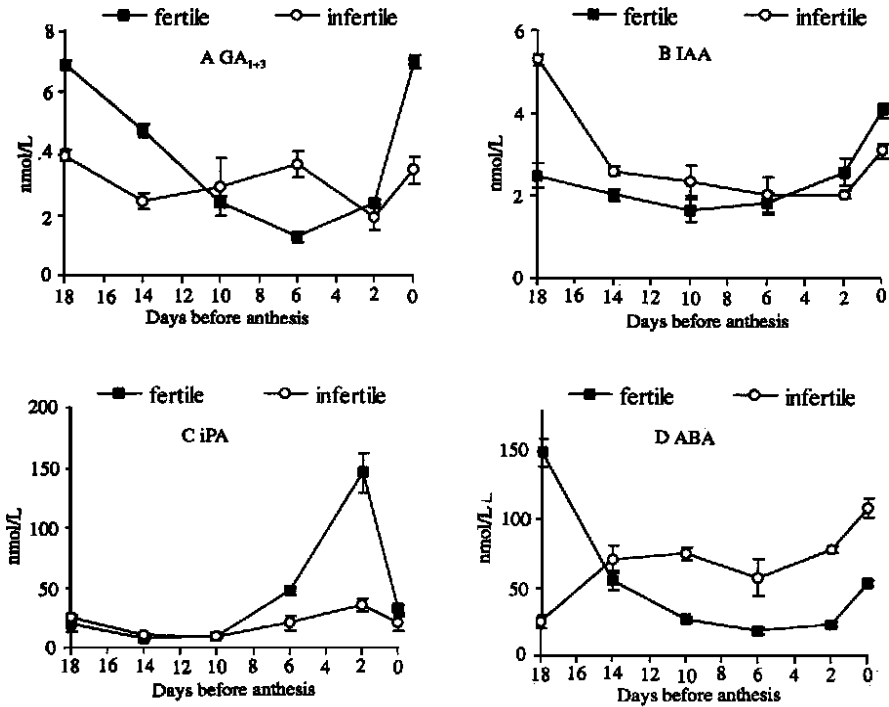 fertile infertile
A GA1+3
8
6
.4
2
0
nmol/L
18 16 14 12 10 8 6 4 2 0
Days before anthesis
fertile infertile
B IAA
6
4
2
0
nmol/L
18 16 14 12 10 8 6 4 2 0
Days before anthesis
fertile infertile
C iPA
200
150
100
50
0
nmol/L
18 16 14 12 10 8 6 4 2 0
Days before anthesis
fertile infertile
D ABA
150
100
50
0
nmol/L
18 16 14 12 10 8 6 4 2 0
Days before anthesis